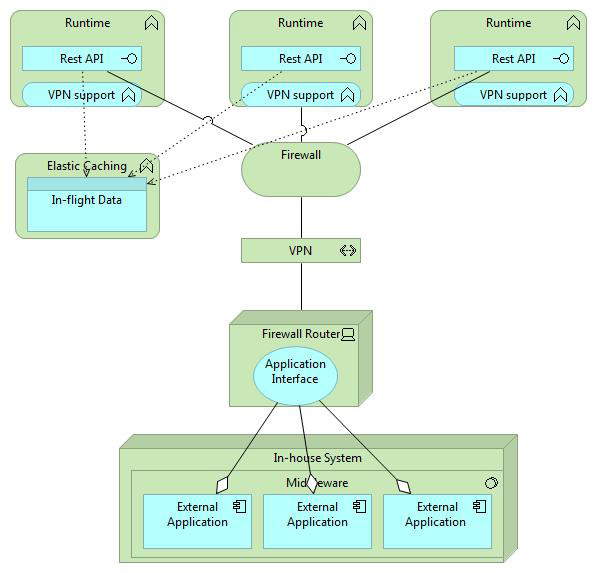 Runtime
Runtime
Runtime
Rest API
Rest API
Rest API
VPN support
VPN support
VPN support
Firewall
Elastic Caching
In-flight Data
VPN
Firewall Router
Application
Interface
In-house System
Middleware
External
Application
External
Application
External
Application